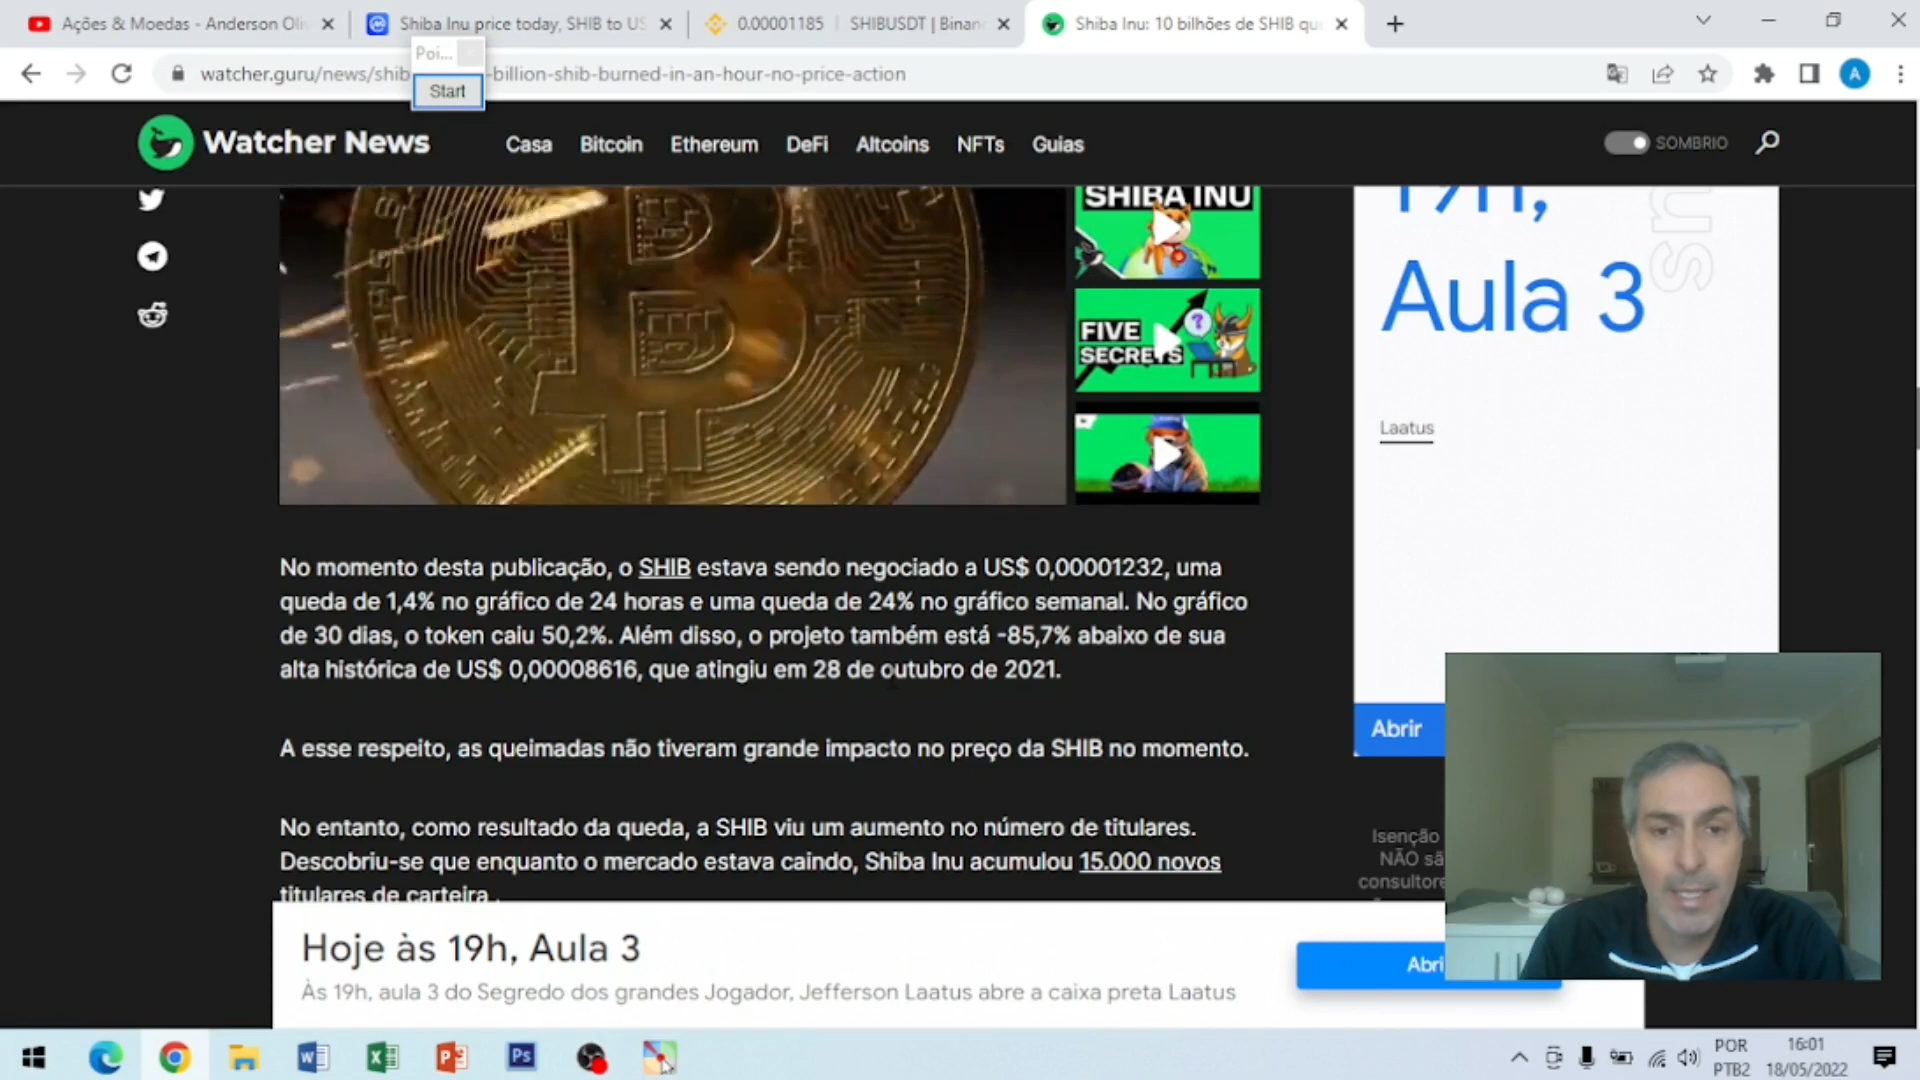 Ações & Moedas - Anderson Oli
Shiba Inu price today, SHIB to US
0.00001185
SHIBUSDT | Binan
Shiba Inu: 10 bilhões de SHIB que
Poi...
Start
watcher.guru/news/shib
-billion-shib-burned-in-an-hour-no-price-action
A
Watcher News
Casa
Bitcoin
Ethereum
DeFi
Altcoins
NFTs
Guias
SOMBRIO
SHIBA INU
FIVE
SECRETS
19h,
Aula 3
Laatus
Abrir
No momento desta publicação, o SHIB estava sendo negociado a US$ 0,00001232, uma
queda de 1,4% no gráfico de 24 horas e uma queda de 24% no gráfico semanal. No gráfico
de 30 dias, o token caiu 50,2%. Além disso, o projeto também está -85,7% abaixo de sua
alta histórica de US$ 0,00008616, que atingiu em 28 de outubro de 2021.
A esse respeito, as queimadas não tiveram grande impacto no preço da SHIB no momento.
No entanto, como resultado da queda, a SHIB viu um aumento no número de titulares.
Descobriu-se que enquanto o mercado estava caindo, Shiba Inu acumulou 15.000 novos
titulares de carteira .
Isenção
NÃO sã
consultore
Hoje às 19h, Aula 3
Às 19h, aula 3 do Segredo dos grandes Jogador, Jefferson Laatus abre a caixa preta Laatus
Abri
Ps
POR
PTB2
16:01
18/05/2022